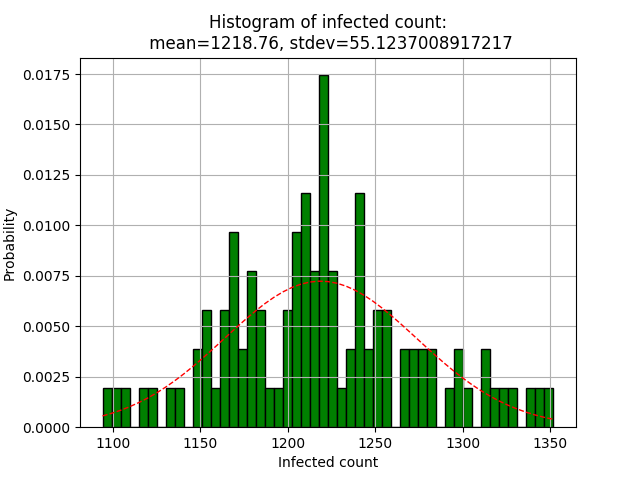 Histogram of infected count:
mean=1218.76, stdev=55.1237008917217
0.0175
0.0150
0.0125
0.0100
0.0075
0.0050
0.0025
0.0000
Probability
1100 1150 1200 1250 1300 1350
Infected count